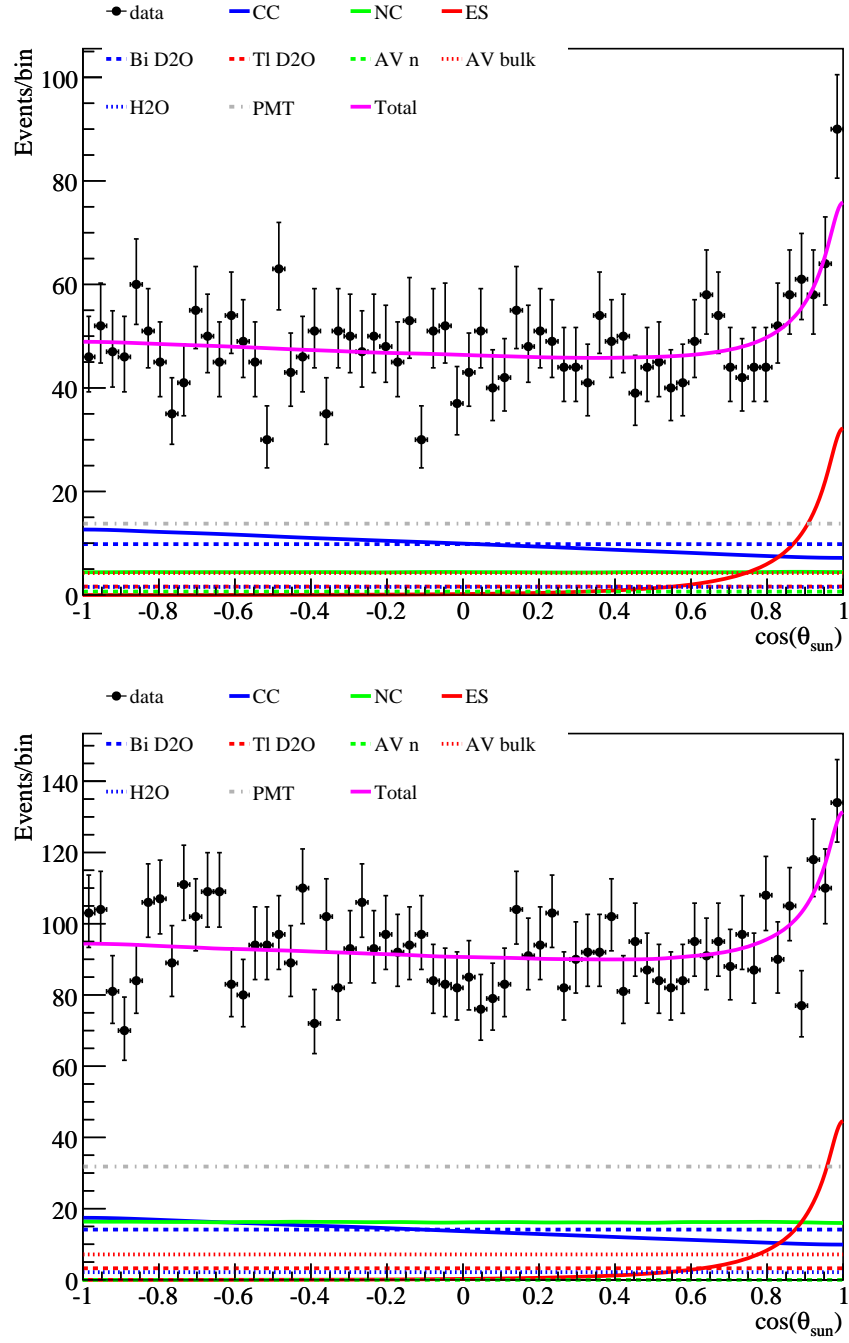 data CC NC ES
Bi D2O Tl D2O AV n AV bulk
H2O PMT Total
Events/bin
100
80
60
40
20
0
-1 -0.8 -0.6 -0.4 -0.2 0 0.2 0.4 0.6 0.8 1
cos(θsun)
data CC NC ES
Bi D2O Tl D2O AV n AV bulk
H2O PMT Total
Events/bin
140
120
100
80
60
40
20
0
-1 -0.8 -0.6 -0.4 -0.2 0 0.2 0.4 0.6 0.8 1
cos(θsun)